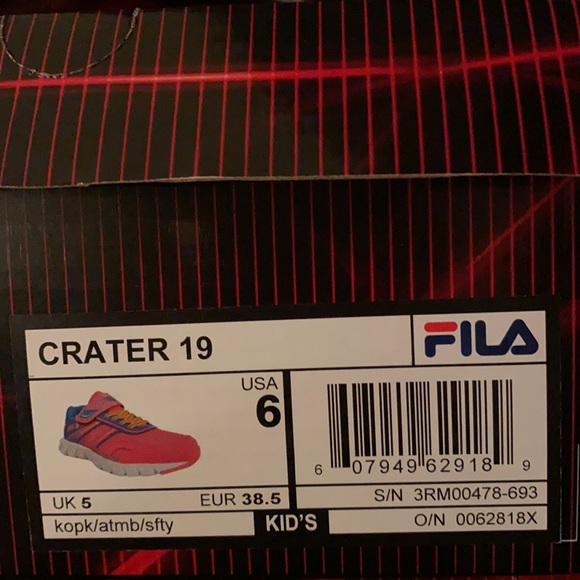 CRATER 19
FILA
USA
6
UK 5 EUR 38.5
kopk/atmb/sfty
KID'S
6 07949 62918 9
S/N 3RM00478-693
O/N 0062818X